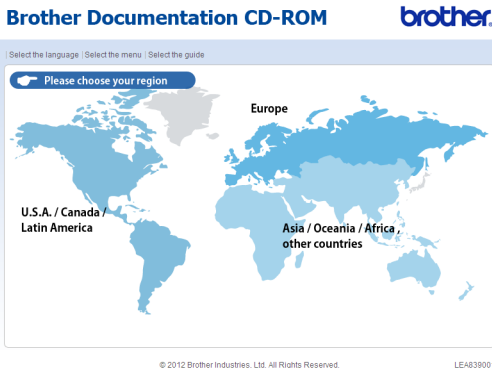 Brother Documentation CD-ROM
brother
Select the language | Select the menu | Select the guide
Please choose your region
Europe
U.S.A. / Canada /
Latin America
Asia / Oceania / Africa ,
other countries
© 2012 Brother Industries, Ltd. All Rights Reserved.
LEA83900